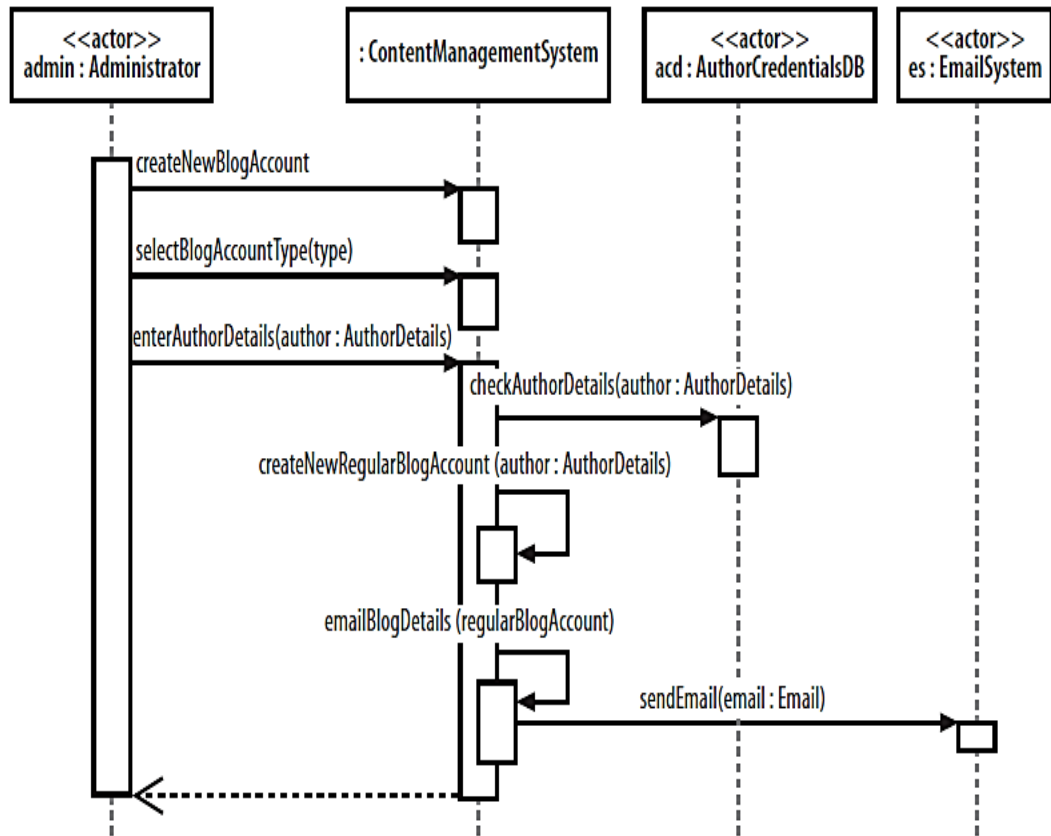 <<actor>>
admin : Administrator
: ContentManagementSystem
<<actor>>
acd : AuthorCredentialsDB
<<actor>>
es : EmailSystem
createNewBlogAccount
selectBlogAccountType(type)
enterAuthorDetails(author : AuthorDetails)
checkAuthorDetails(author : AuthorDetails)
createNewRegularBlogAccount (author : AuthorDetails)
emailBlogDetails (regularBlogAccount)
sendEmail(email : Email)